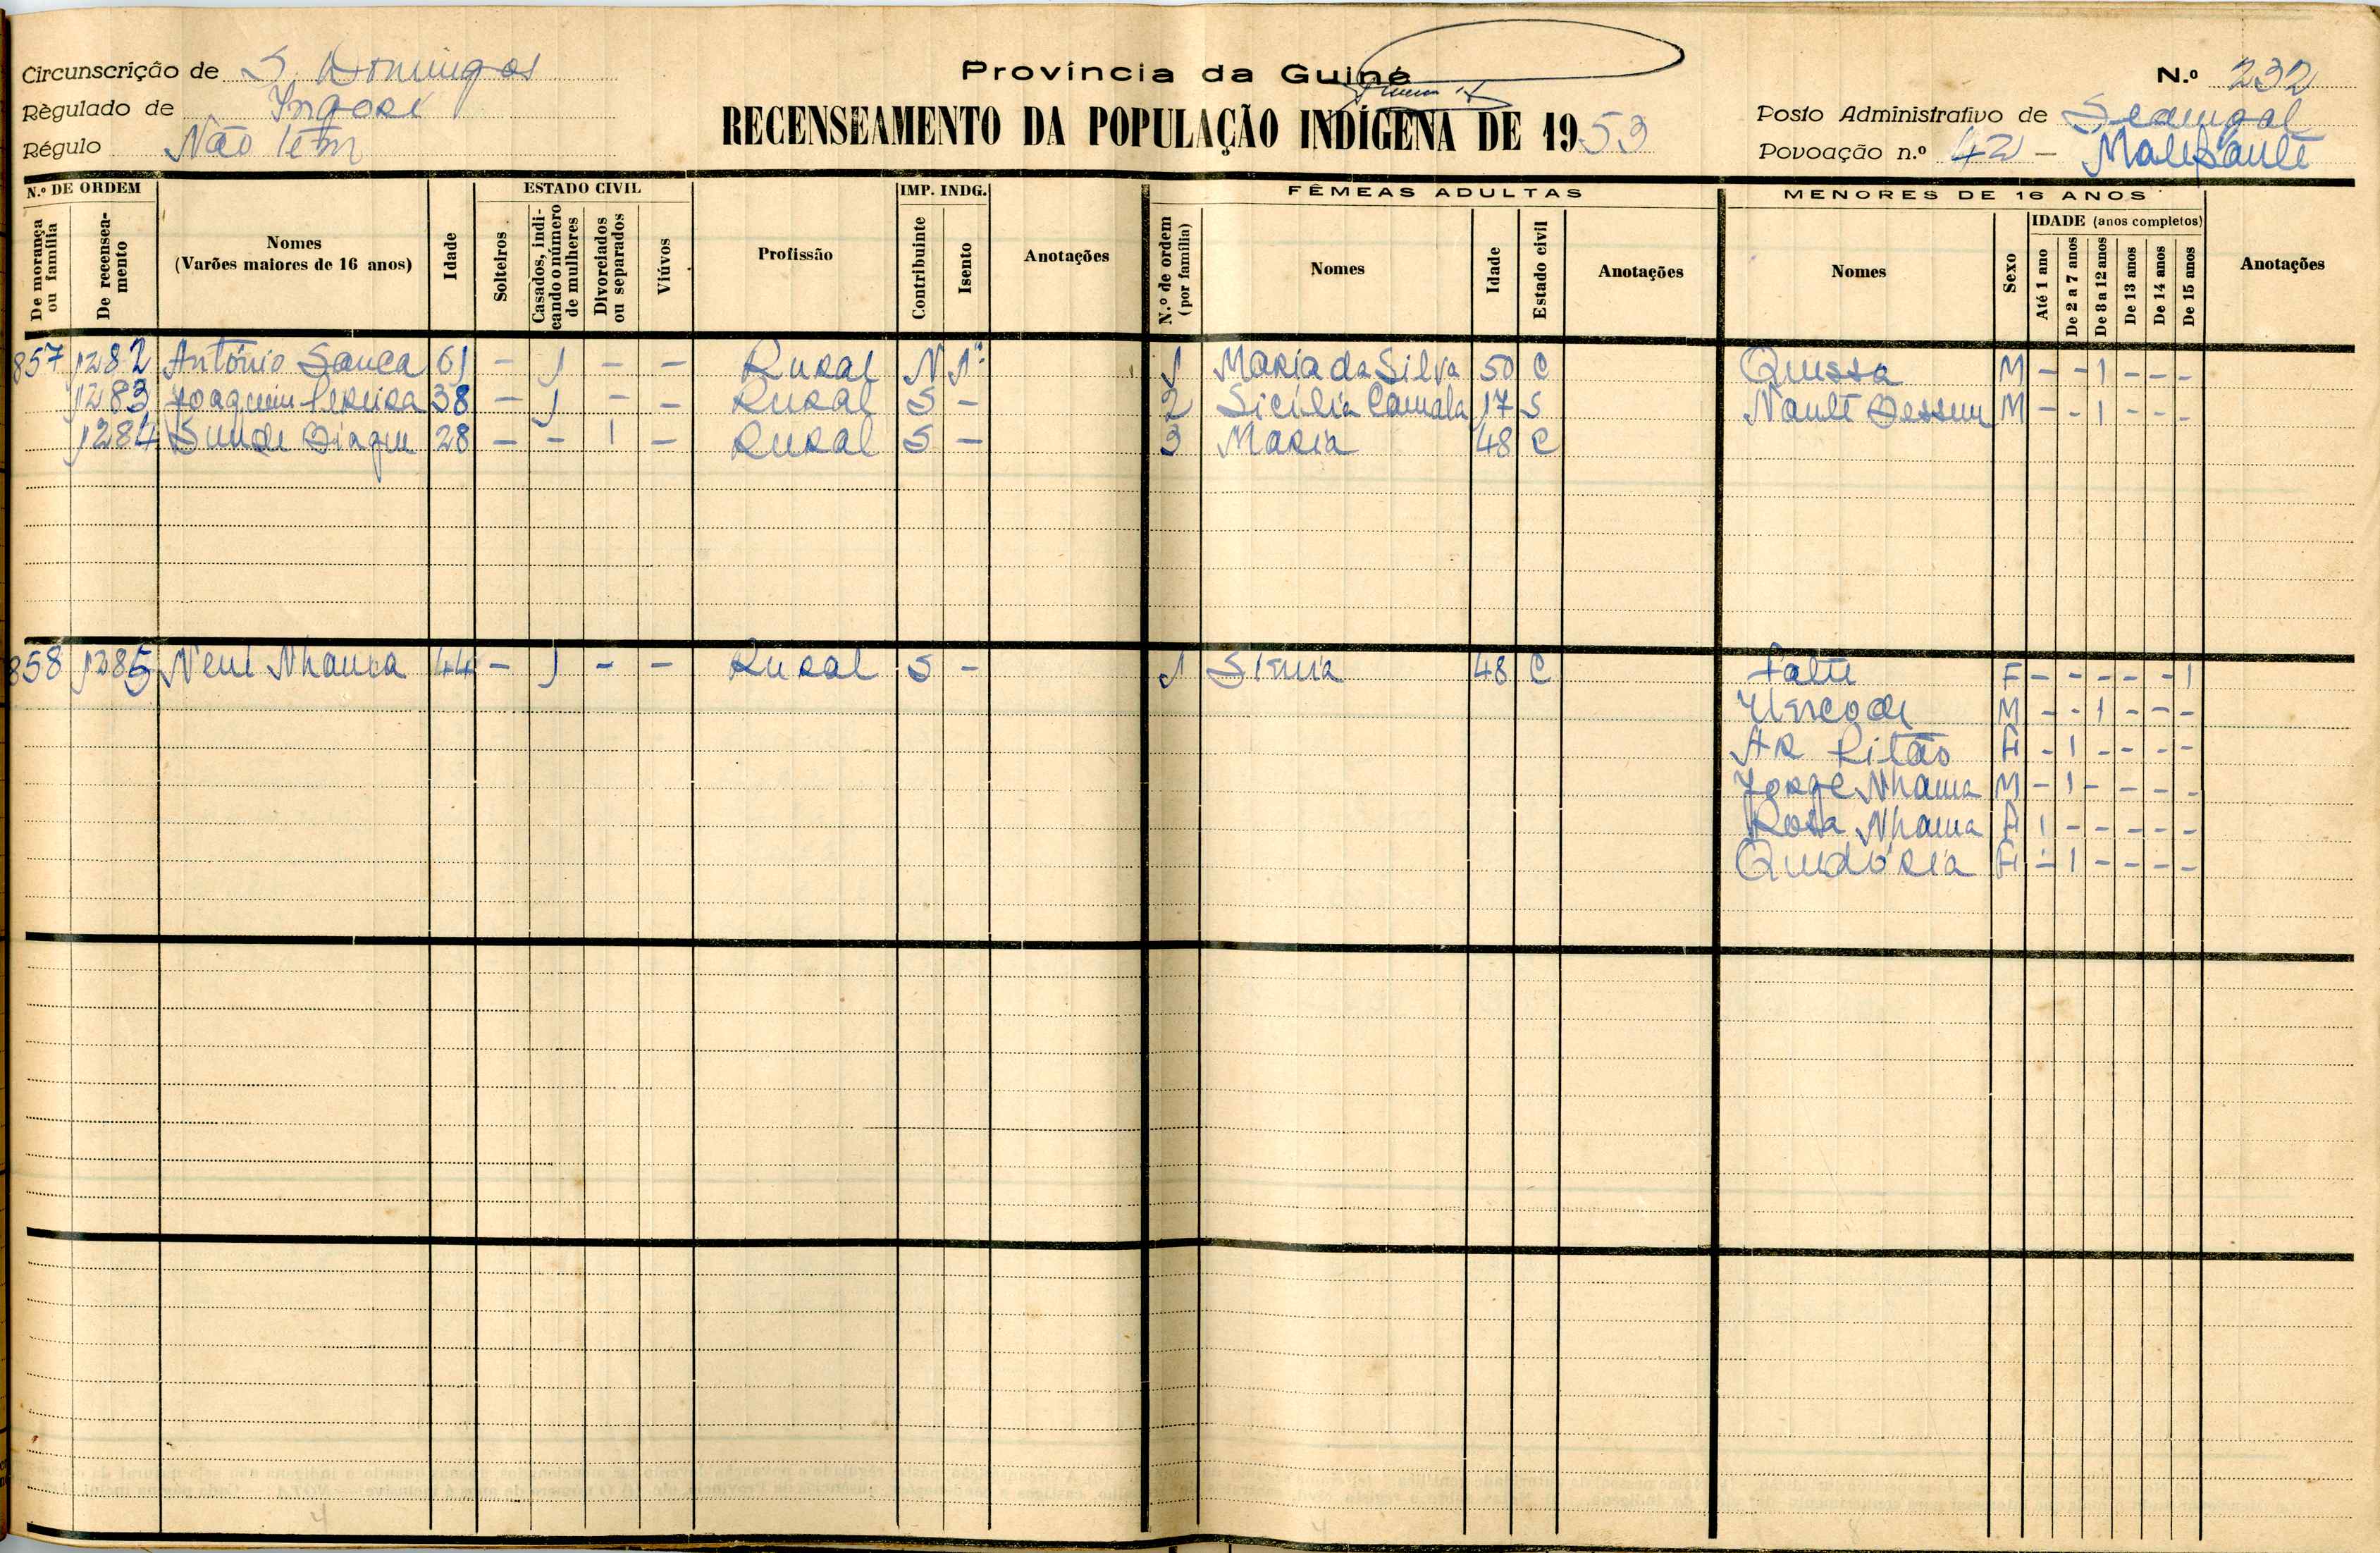 Província da Guiné
RECENSEAMENTO DA POPULAÇÃO INDÍGENA DE 1953
Circunscrição de S. Domingos
Règulado de Ingoré
Régulo Não tem
N.º 232
Posto Administrativo de Sedengal
Povoação n.º 42 -
N.º DE ORDEM
De morança ou família
De recenseamento
Nomes
(Varões maiores de 16 anos)
Idade
ESTADO CIVIL
Solteiros
Casados, indicando o número de mulheres
Divorciados ou separados
Viúvos
Profissão
IMP. INDG.
Contribuinte
Isento
Anotações
FÊMEAS ADULTAS
N.º de ordem (por família)
Nomes
Idade
Estado civil
Anotações
MENORES DE 16 ANOS
Nomes
Sexo
IDADE (anos completos)
Até 1 ano
De 2 a 7 anos
De 8 a 12 anos
De 13 anos
De 14 anos
De 15 anos
Anotações
857 1282 António Sanca 61 - 1 - - Rural N 1 1 Maria da Silva 50 C Quissa M - - 1 - - -
1283 Joaquim Pereira 38 - 1 - - Rural S - 2 Sicília Camala 17 S M - - 1 - - -
1284 28 - - 1 - Rural S - 3 Maria 48 C
858 1285 44 - 1 - - Rural S - 1 48 C F - - - - - 1
M - - 1 - - -
F - 1 - - - -
Jorge Nhama M - 1 - - - -
Rosa Nhama F 1 - - - - -
F - 1 - - - -